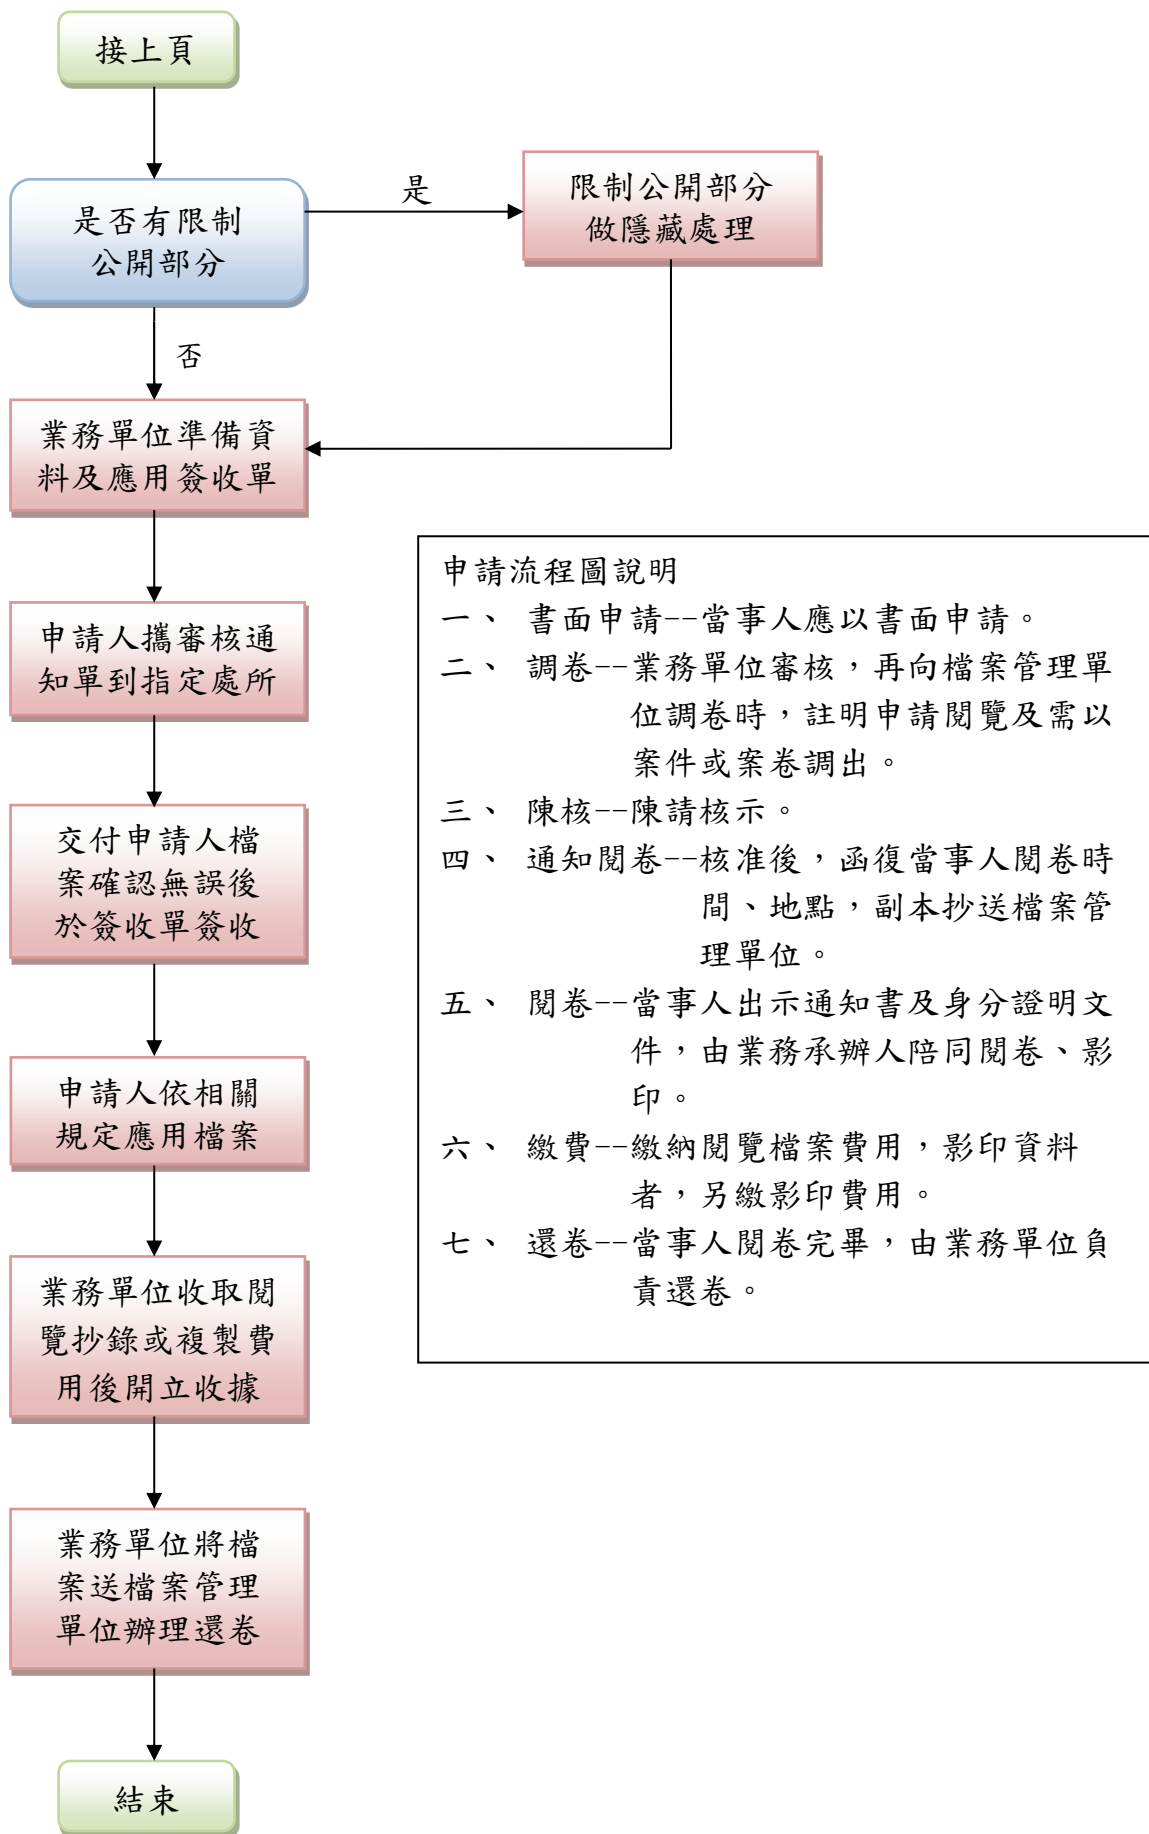 接上頁
是否有限制
公開部分
是
限制公開部分
做隱藏處理
否
業務單位準備資
料及應用簽收單
申請人攜審核通
知單到指定處所
交付申請人檔
案確認無誤後
於簽收單簽收
申請人依相關
規定應用檔案
業務單位收取閱
覽抄錄或複製費
用後開立收據
業務單位將檔
案送檔案管理
單位辦理還卷
結束
申請流程圖說明
一、 書面申請--當事人應以書面申請。
二、 調卷--業務單位審核，再向檔案管理單
位調卷時，註明申請閱覽及需以
案件或案卷調出。
三、 陳核--陳請核示。
四、 通知閱卷--核准後，函復當事人閱卷時
間、地點，副本抄送檔案管
理單位。
五、 閱卷--當事人出示通知書及身分證明文
件，由業務承辦人陪同閱卷、影
印。
六、 繳費--繳納閱覽檔案費用，影印資料
者，另繳影印費用。
七、 還卷--當事人閱卷完畢，由業務單位負
責還卷。